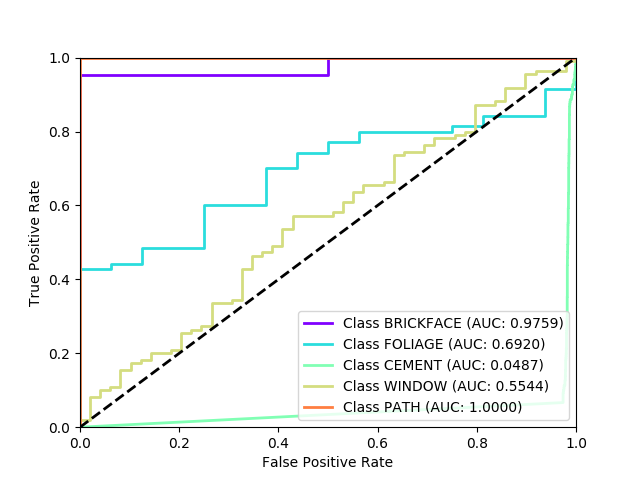 1.0
0.8
0.6
0.4
0.2
0.0
True Positive Rate
Class BRICKFACE (AUC: 0.9759)
Class FOLIAGE (AUC: 0.6920)
Class CEMENT (AUC: 0.0487)
Class WINDOW (AUC: 0.5544)
Class PATH (AUC: 1.0000)
0.0 0.2 0.4 0.6 0.8 1.0
False Positive Rate